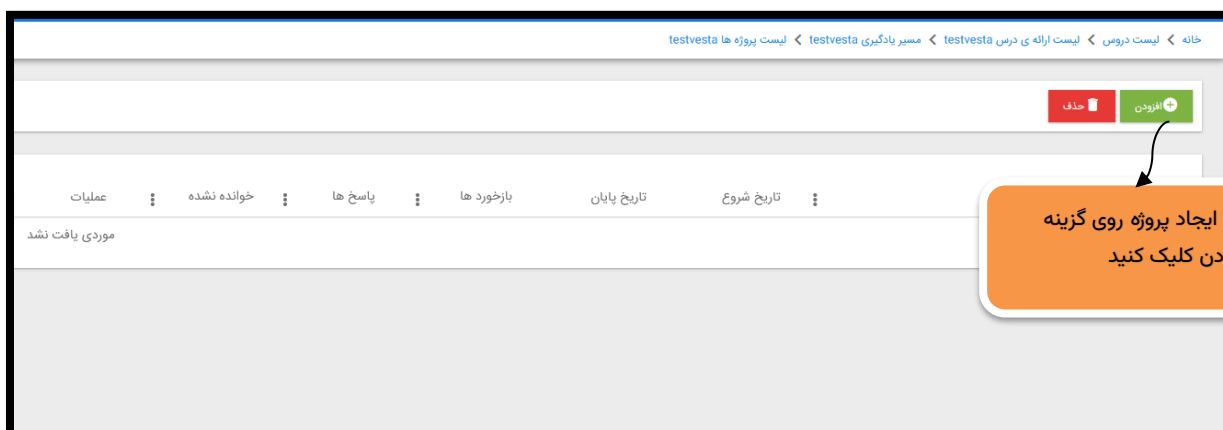 خانه > لیست دروس > لیست ارائه ی درس testvesta > مسیر یادگیری testvesta > لیست پروژه ها testvesta
افزودن حذف
تاریخ شروع تاریخ پایان بازخورد ها پاسخ ها خوانده نشده عملیات
موردی یافت نشد
ایجاد پروژه روی گزینه
دن کلیک کنید